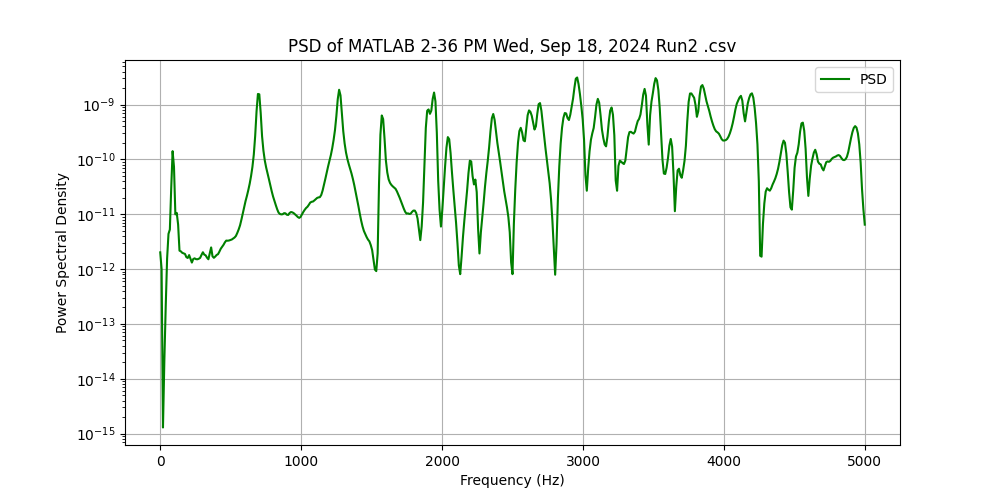 PSD of MATLAB 2-36 PM Wed, Sep 18, 2024 Run2 .csv
PSD
Power Spectral Density
10⁻⁹
10⁻¹⁰
10⁻¹¹
10⁻¹²
10⁻¹³
10⁻¹⁴
10⁻¹⁵
0 1000 2000 3000 4000 5000
Frequency (Hz)